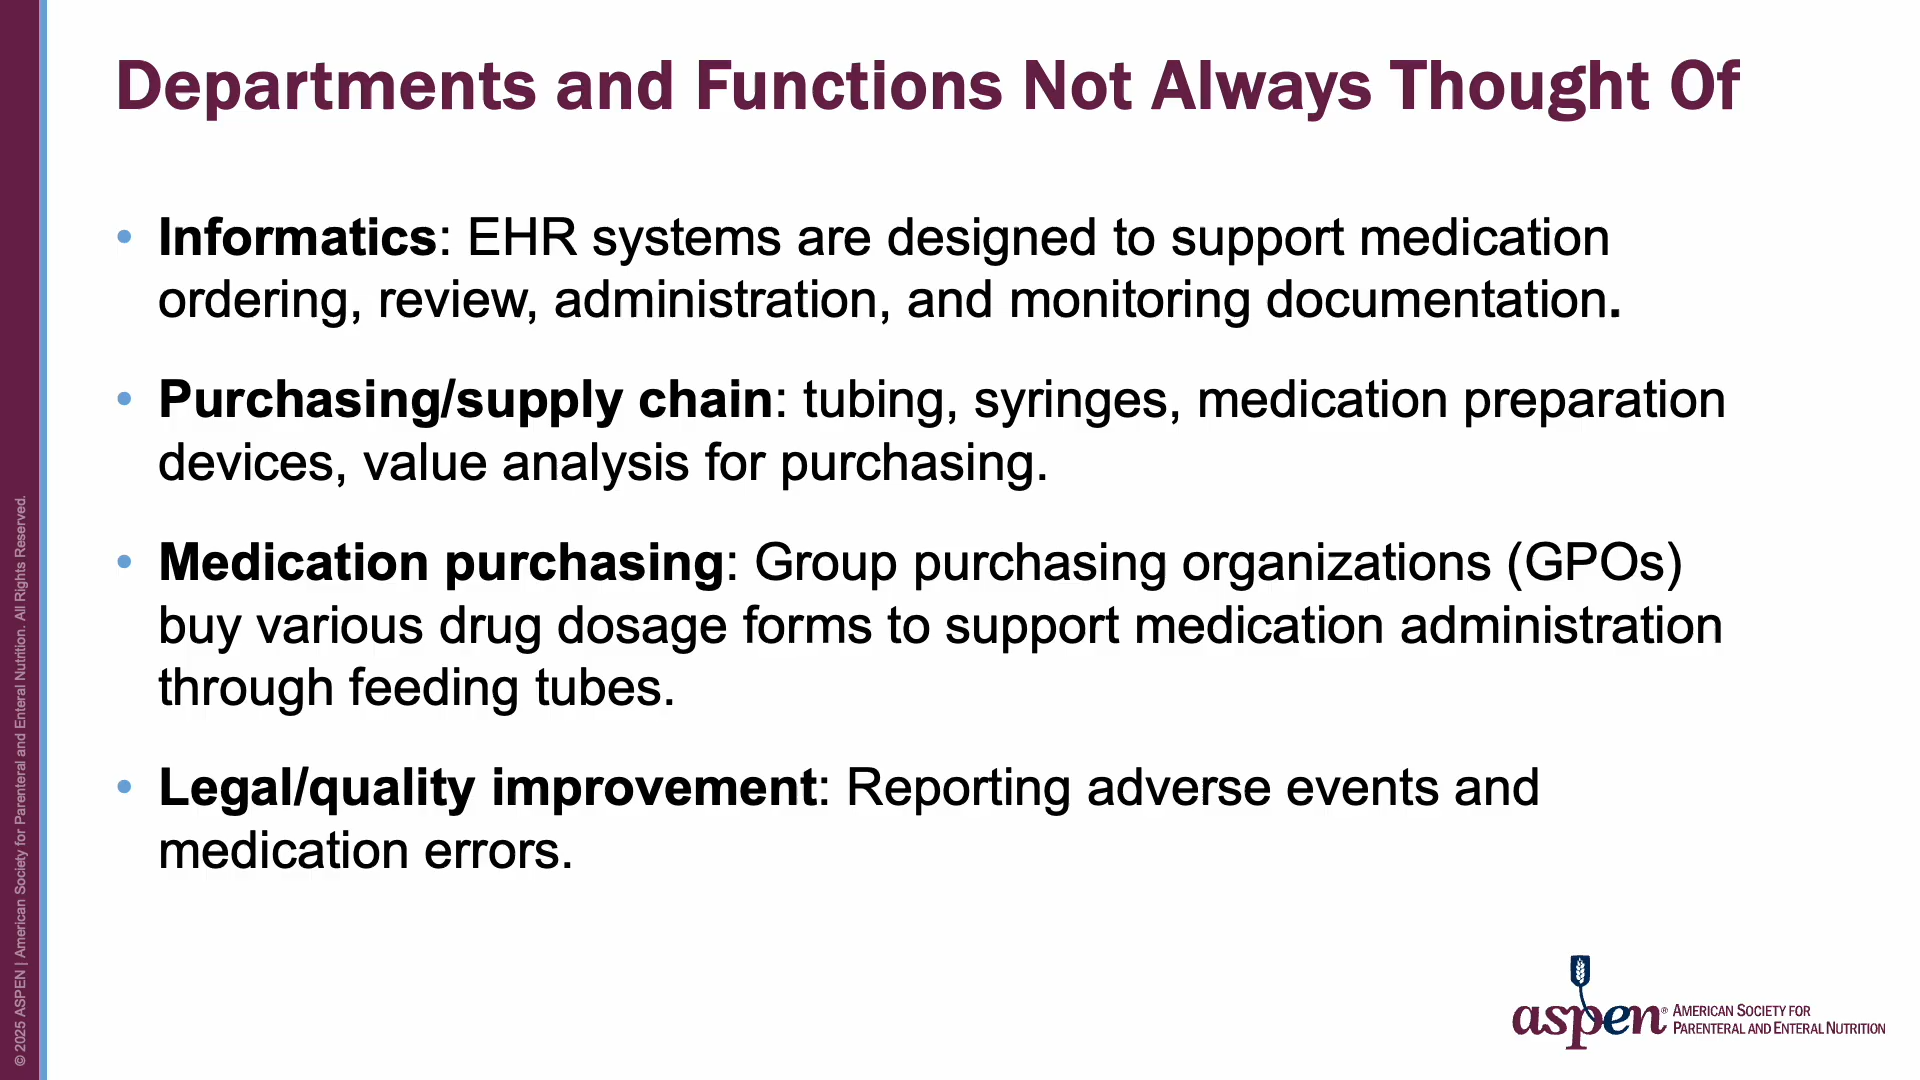 Departments and Functions Not Always Thought Of
• Informatics: EHR systems are designed to support medication
ordering, review, administration, and monitoring documentation.
• Purchasing/supply chain: tubing, syringes, medication preparation
devices, value analysis for purchasing.
• Medication purchasing: Group purchasing organizations (GPOs)
buy various drug dosage forms to support medication administration
through feeding tubes.
• Legal/quality improvement: Reporting adverse events and
medication errors.
© 2025 ASPEN | American Society for Parenteral and Enteral Nutrition. All Rights Reserved.
aspen®
AMERICAN SOCIETY FOR
PARENTERAL AND ENTERAL NUTRITION